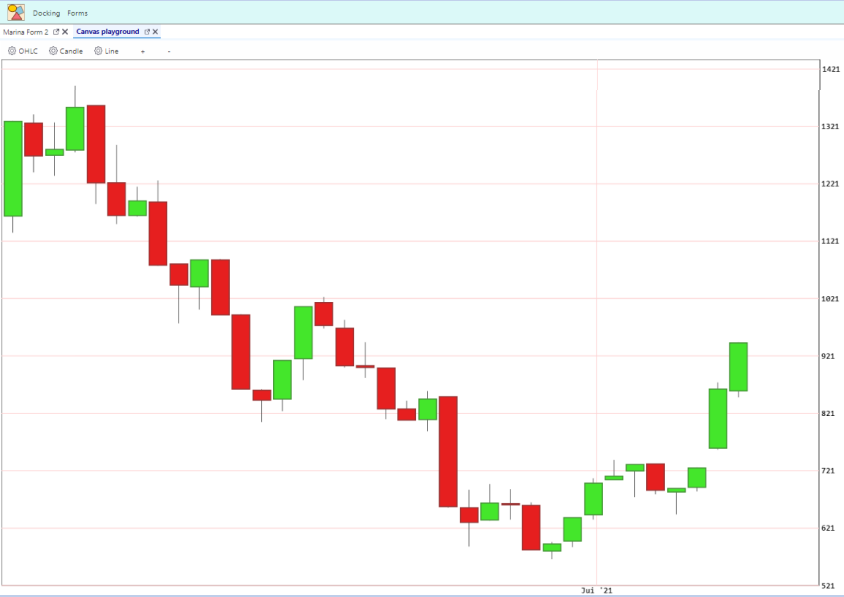 Docking Forms
Marina Form 2 Canvas playground
OHLC Candle Line + -
1421
1321
1221
1121
1021
921
821
721
621
521
Jui '21